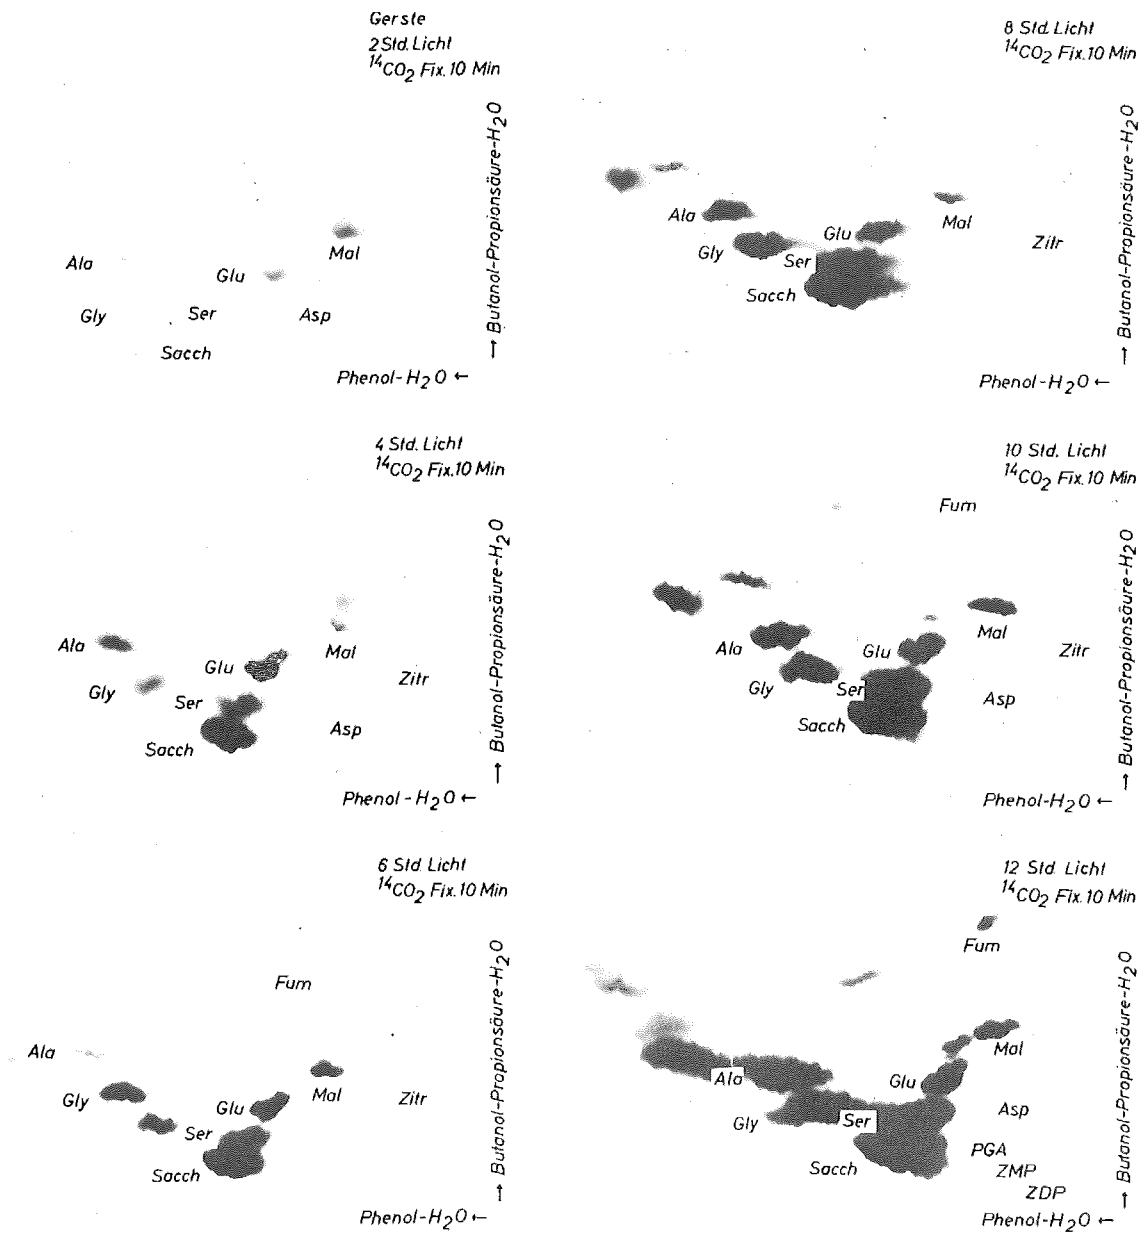 Gerste
2 Std. Licht
¹⁴CO₂ Fix. 10 Min
Mal
Ala
Glu
Gly
Ser
Asp
Sacch
Phenol-H₂O ←
→ Butanol-Propionsäure-H₂O
4 Std. Licht
¹⁴CO₂ Fix. 10 Min
Ala
Mal
Glu
Zitr
Gly
Ser
Asp
Sacch
Phenol-H₂O ←
→ Butanol-Propionsäure-H₂O
6 Std. Licht
¹⁴CO₂ Fix. 10 Min
Fum
Ala
Gly
Mal
Zitr
Glu
Ser
Sacch
Phenol-H₂O ←
→ Butanol-Propionsäure-H₂O
8 Std. Licht
¹⁴CO₂ Fix. 10 Min
Ala
Mal
Glu
Zitr
Gly
Ser
Sacch
Phenol-H₂O ←
→ Butanol-Propionsäure-H₂O
10 Std. Licht
¹⁴CO₂ Fix. 10 Min
Fum
Mal
Ala
Glu
Zitr
Gly
Ser
Asp
Sacch
Phenol-H₂O ←
→ Butanol-Propionsäure-H₂O
12 Std. Licht
¹⁴CO₂ Fix. 10 Min
Fum
Mal
Ala
Glu
Asp
Gly
Ser
PGA
Sacch
ZMP
ZDP
Phenol-H₂O ←
→ Butanol-Propionsäure-H₂O